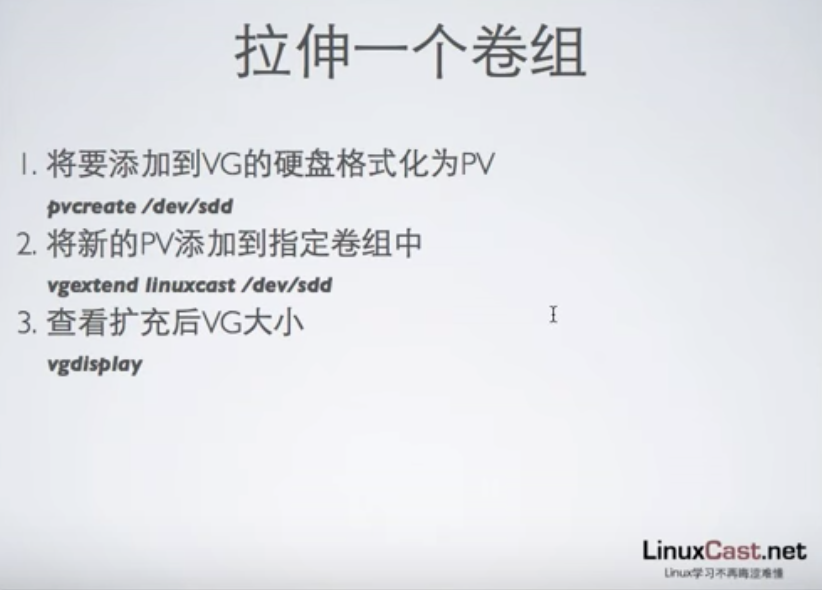 拉伸一个卷组
1. 将要添加到VG的硬盘格式化为PV
pvcreate /dev/sdd
2. 将新的PV添加到指定卷组中
vgextend linuxcast /dev/sdd
3. 查看扩充后VG大小
vgdisplay
LinuxCast.net
Linux学习不再晦涩难懂